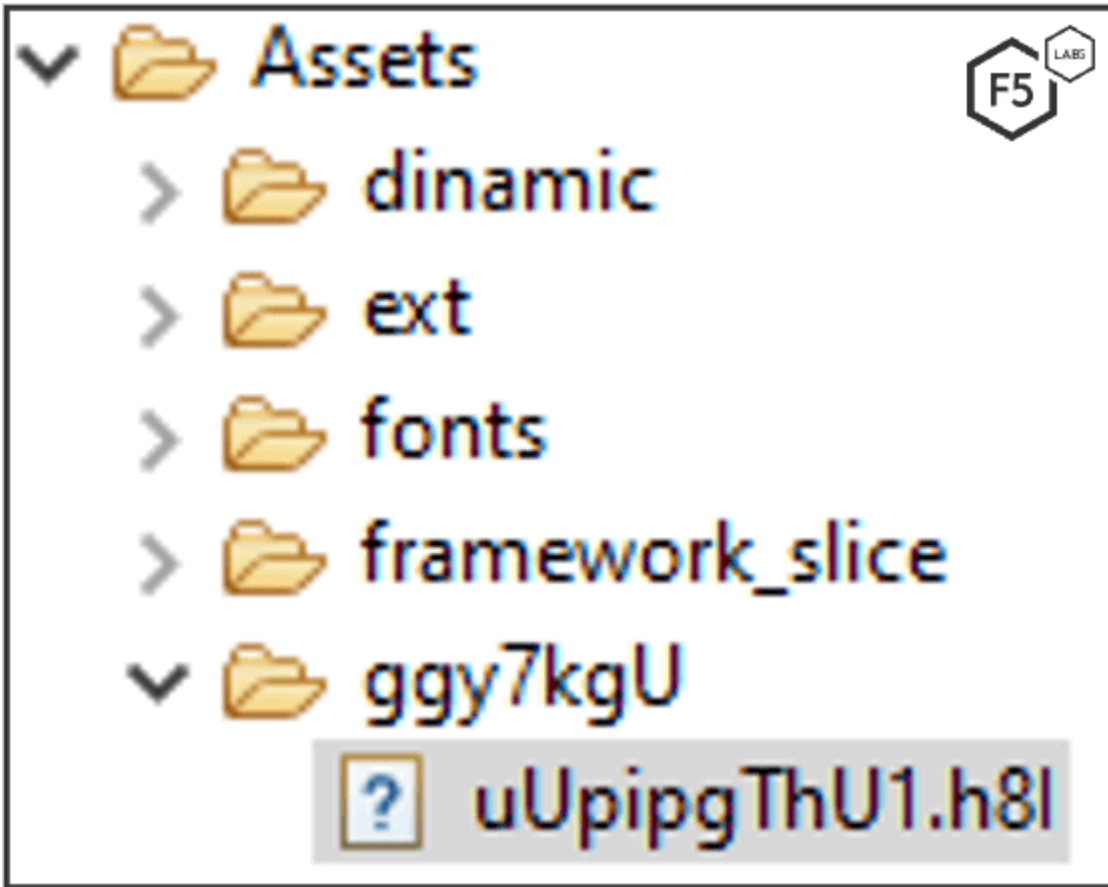 Assets
LABS
F5
dinamic
ext
fonts
framework_slice
ggy7kgU
uUpipgThU1.h8l